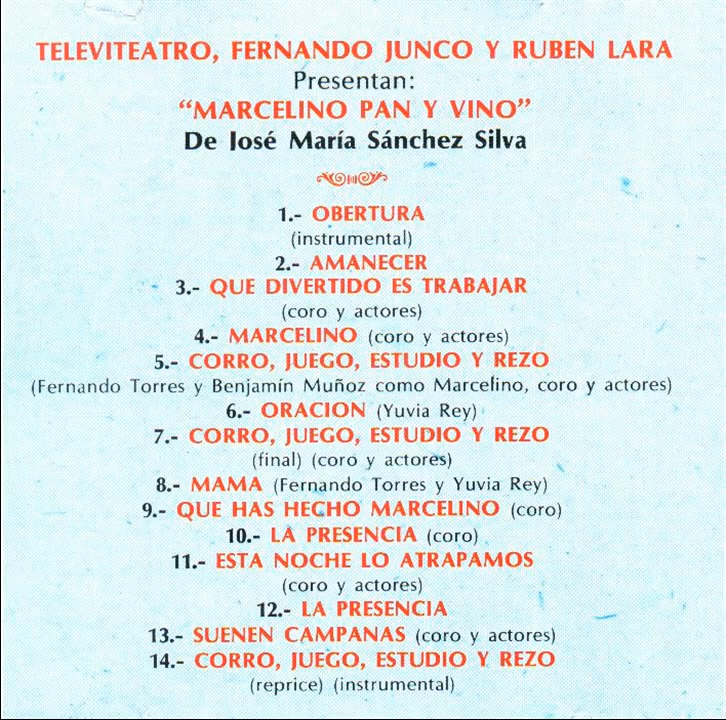 TELEVITEATRO, FERNANDO JUNCO Y RUBEN LARA
Presentan:
“MARCELINO PAN Y VINO”
De José María Sánchez Silva
1.- OBERTURA
(instrumental)
2.- AMANECER
3.- QUE DIVERTIDO ES TRABAJAR
(coro y actores)
4.- MARCELINO (coro y actores)
5.- CORRO, JUEGO, ESTUDIO Y REZO
(Fernando Torres y Benjamín Muñoz como Marcelino, coro y actores)
6.- ORACION (Yuvia Rey)
7.- CORRO, JUEGO, ESTUDIO Y REZO
(final) (coro y actores)
8.- MAMA (Fernando Torres y Yuvia Rey)
9.- QUE HAS HECHO MARCELINO (coro)
10.- LA PRESENCIA (coro)
11.- ESTA NOCHE LO ATRAPAMOS
(coro y actores)
12.- LA PRESENCIA
13.- SUENEN CAMPANAS (coro y actores)
14.- CORRO, JUEGO, ESTUDIO Y REZO
(reprice) (instrumental)